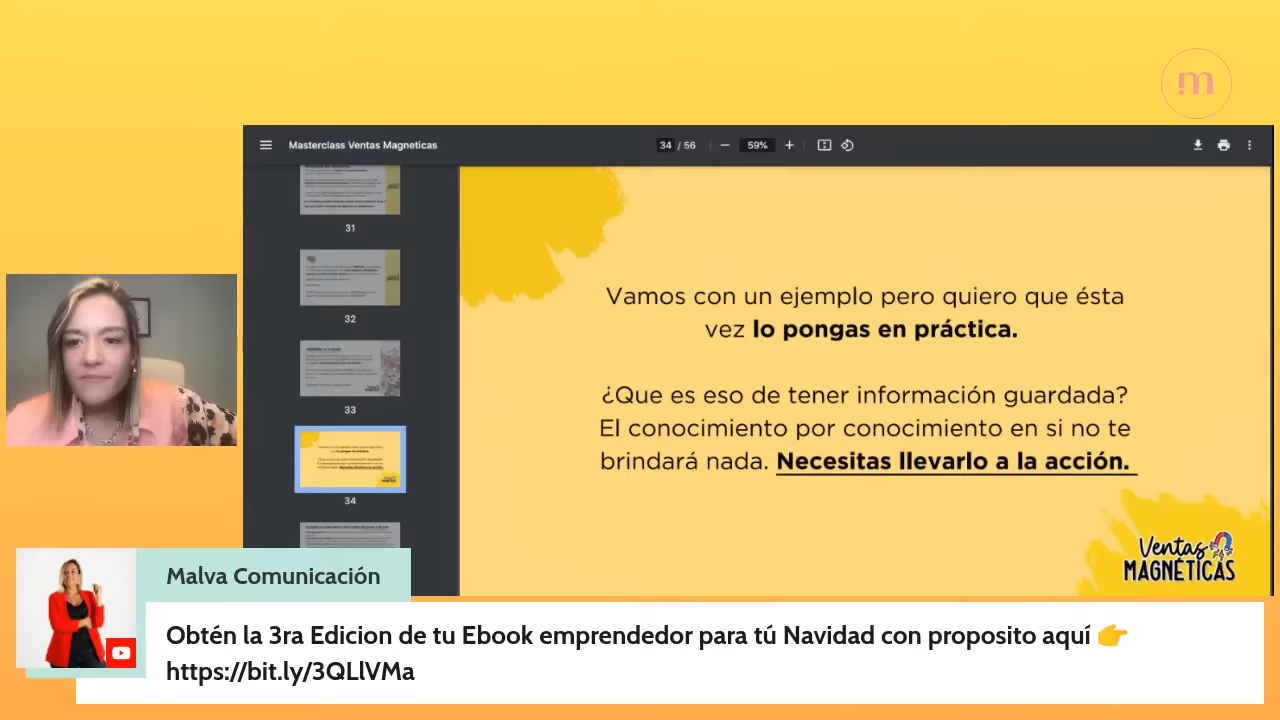 m
Masterclass Ventas Magneticas
34 / 56
59%
31
32
33
34
Vamos con un ejemplo pero quiero que ésta
vez lo pongas en práctica.
¿Que es eso de tener información guardada?
El conocimiento por conocimiento en si no te
brindará nada. Necesitas llevarlo a la acción.
Ventas
MAGNÉTICAS
Malva Comunicación
Obtén la 3ra Edicion de tu Ebook emprendedor para tú Navidad con proposito aquí 👉
https://bit.ly/3QLlVMa